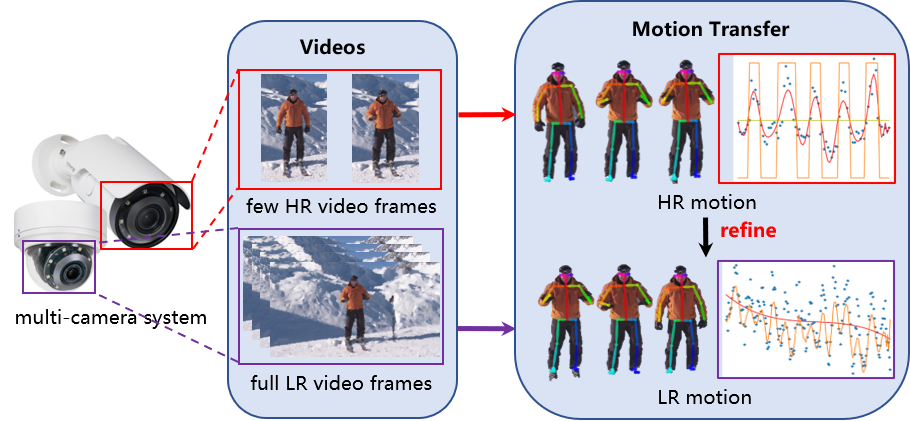 Videos
Motion Transfer
few HR video frames
HR motion
refine
multi-camera system
full LR video frames
LR motion